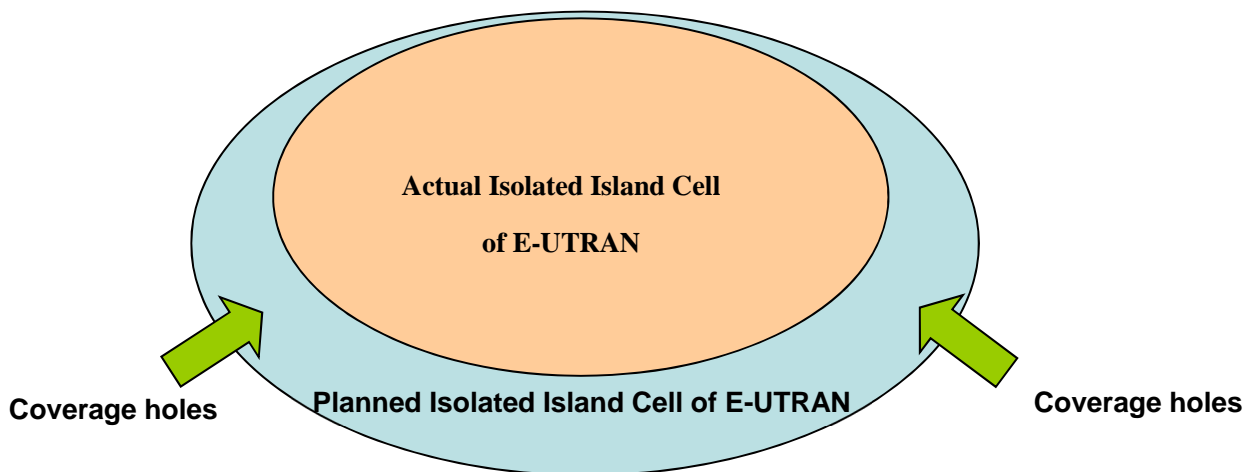 Actual Isolated Island Cell
of E-UTRAN
Coverage holes
Planned Isolated Island Cell of E-UTRAN
Coverage holes